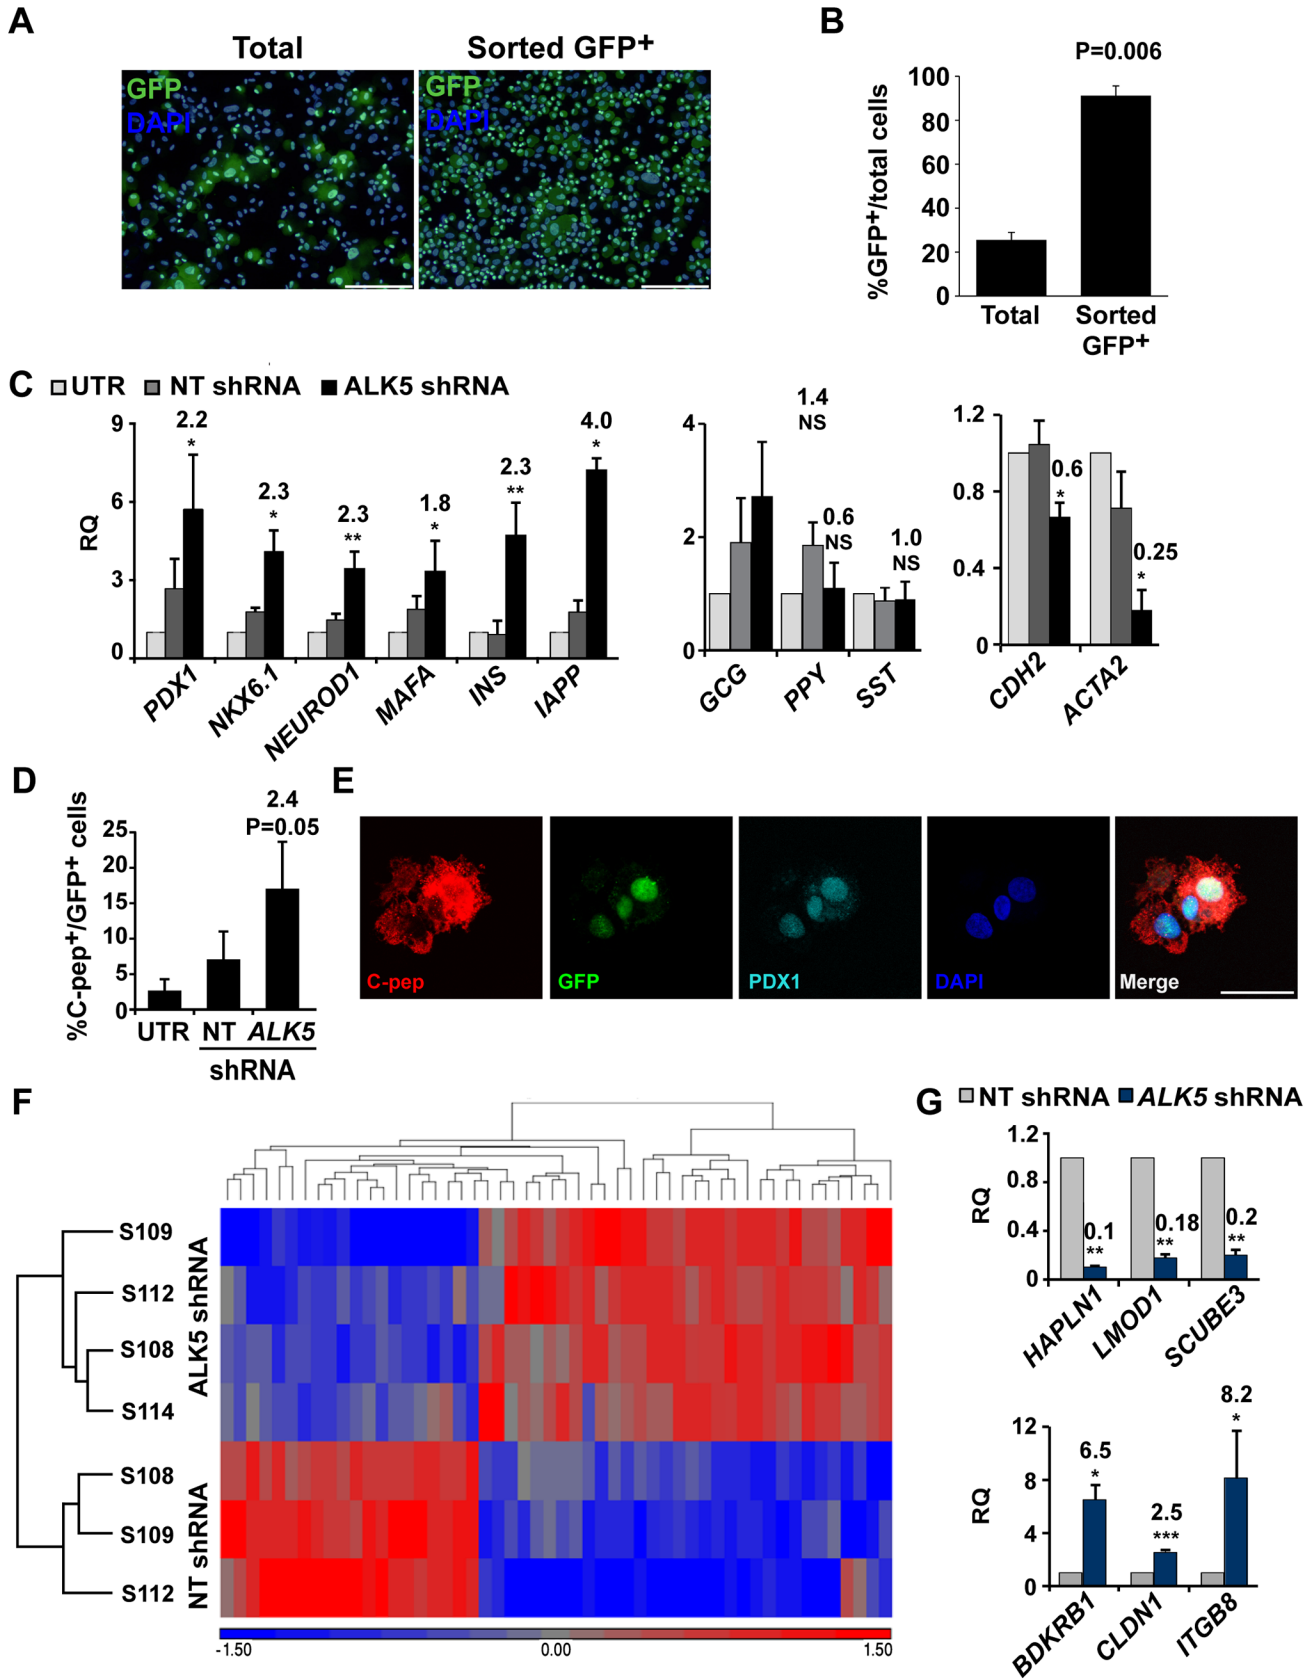 A
Total
Sorted GFP+
GFP
DAPI
GFP
DAPI
B
P=0.006
%GFP+/total cells
100
80
60
40
20
0
Total
Sorted
GFP+
C
UTR
NT shRNA
ALK5 shRNA
RQ
9
6
3
0
2.2
*
2.3
*
2.3
**
1.8
*
2.3
**
4.0
*
PDX1
NKX6.1
NEUROD1
MAFA
INS
IAPP
4
2
0
1.4
NS
0.6
NS
1.0
NS
GCG
PPY
SST
1.2
0.8
0.4
0
0.6
*
0.25
*
CDH2
ACTA2
D
%C-pep+/GFP+ cells
25
20
15
10
5
0
2.4
P=0.05
UTR
NT
ALK5
shRNA
E
C-pep
GFP
PDX1
DAPI
Merge
F
S109
S112
S108
S114
S108
S109
S112
ALK5 shRNA
NT shRNA
-1.50
0.00
1.50
G
NT shRNA
ALK5 shRNA
RQ
1.2
0.8
0.4
0
0.1
**
0.18
**
0.2
**
HAPLN1
LMOD1
SCUBE3
RQ
12
8
4
0
6.5
*
2.5
***
8.2
*
BDKRB1
CLDN1
ITGB8